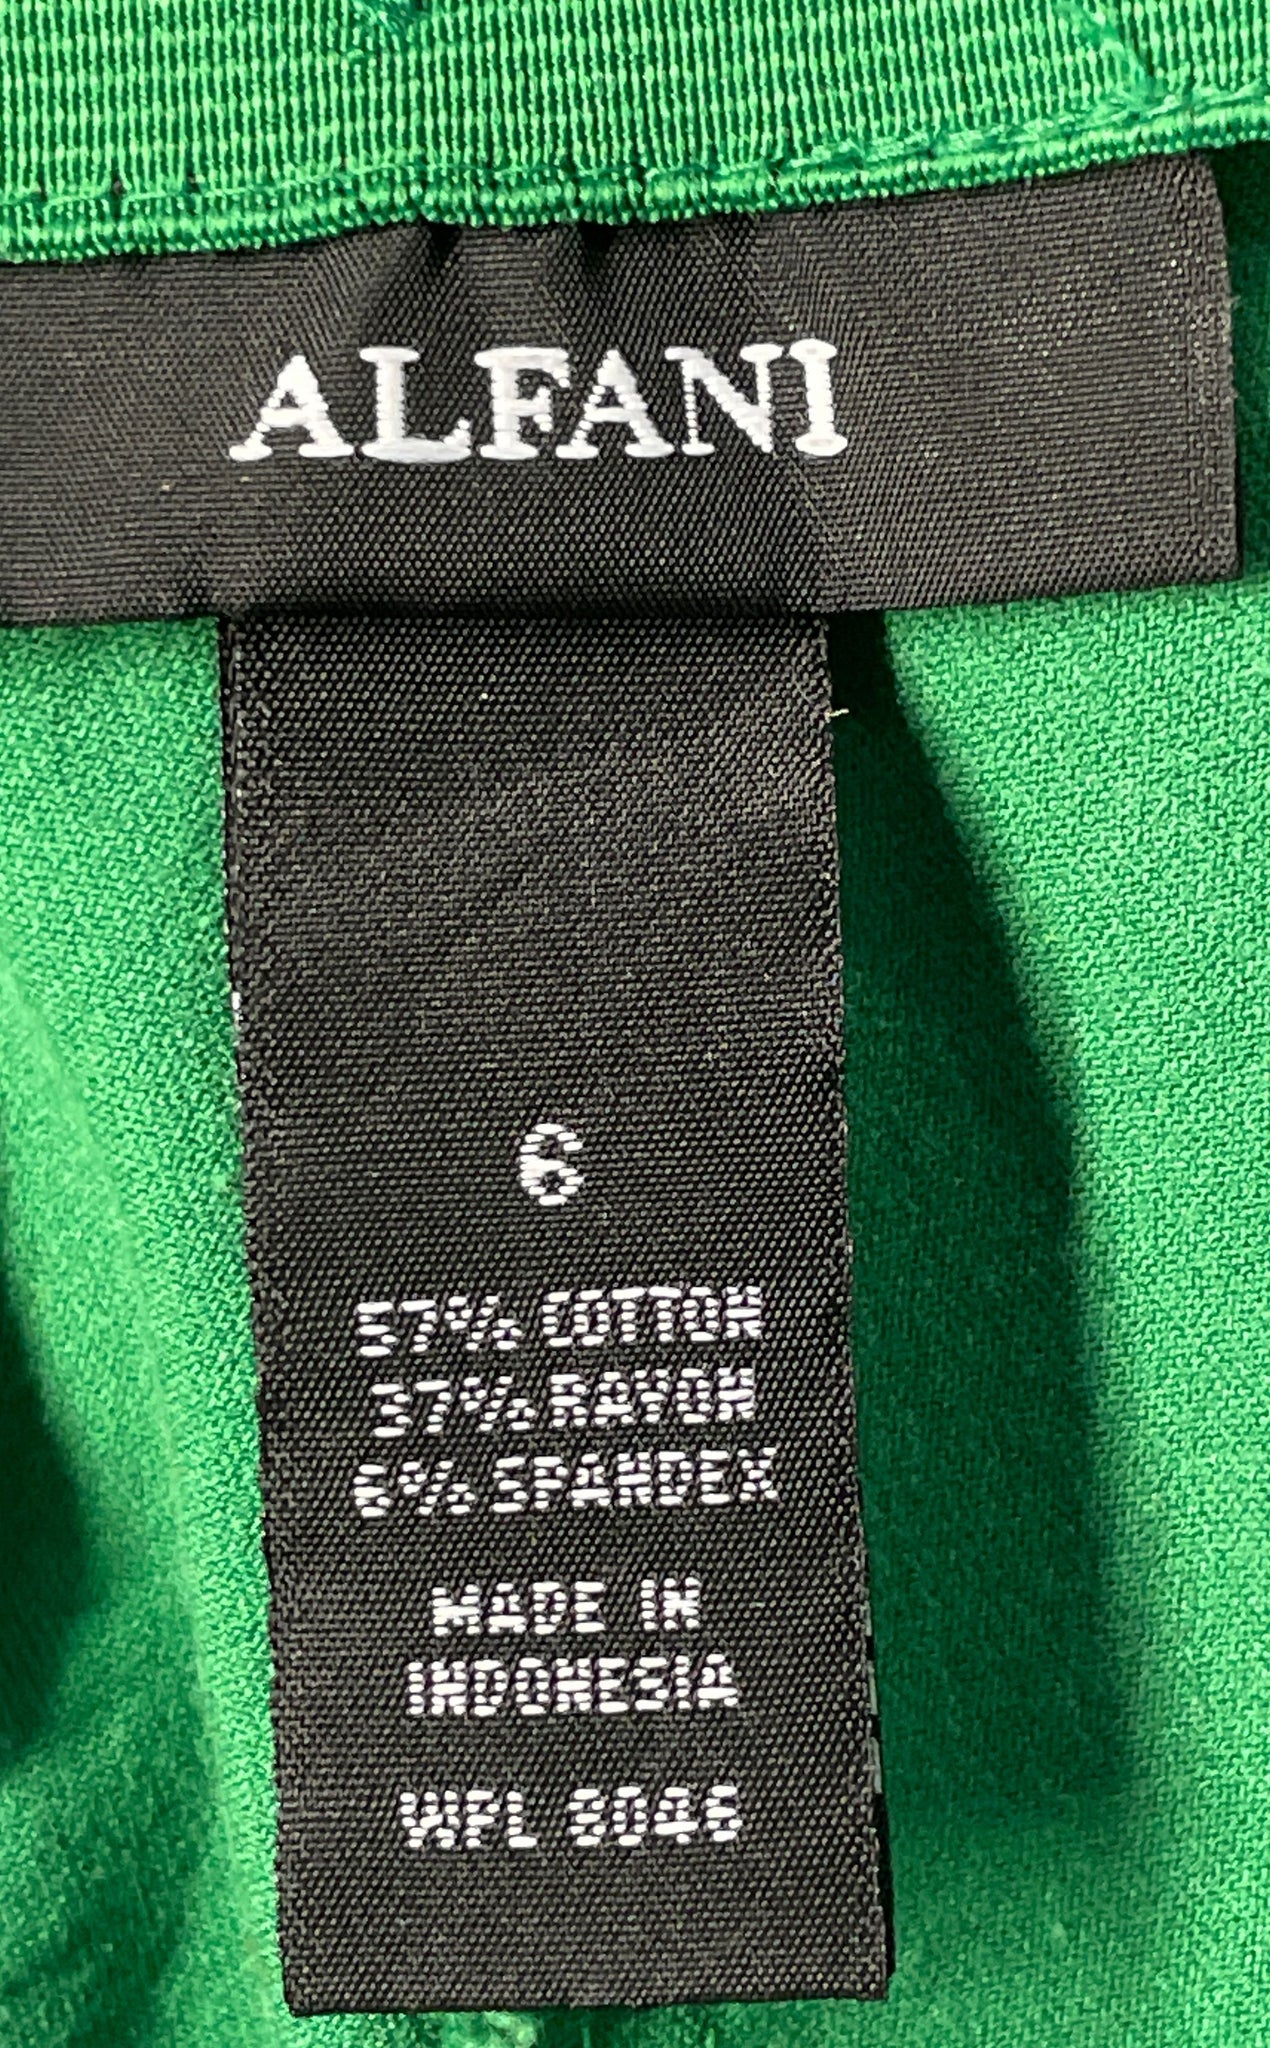 ALFANI
6
57% COTTON
37% RAYON
6% SPANDEX
MADE IN
INDONESIA
WPL 8046